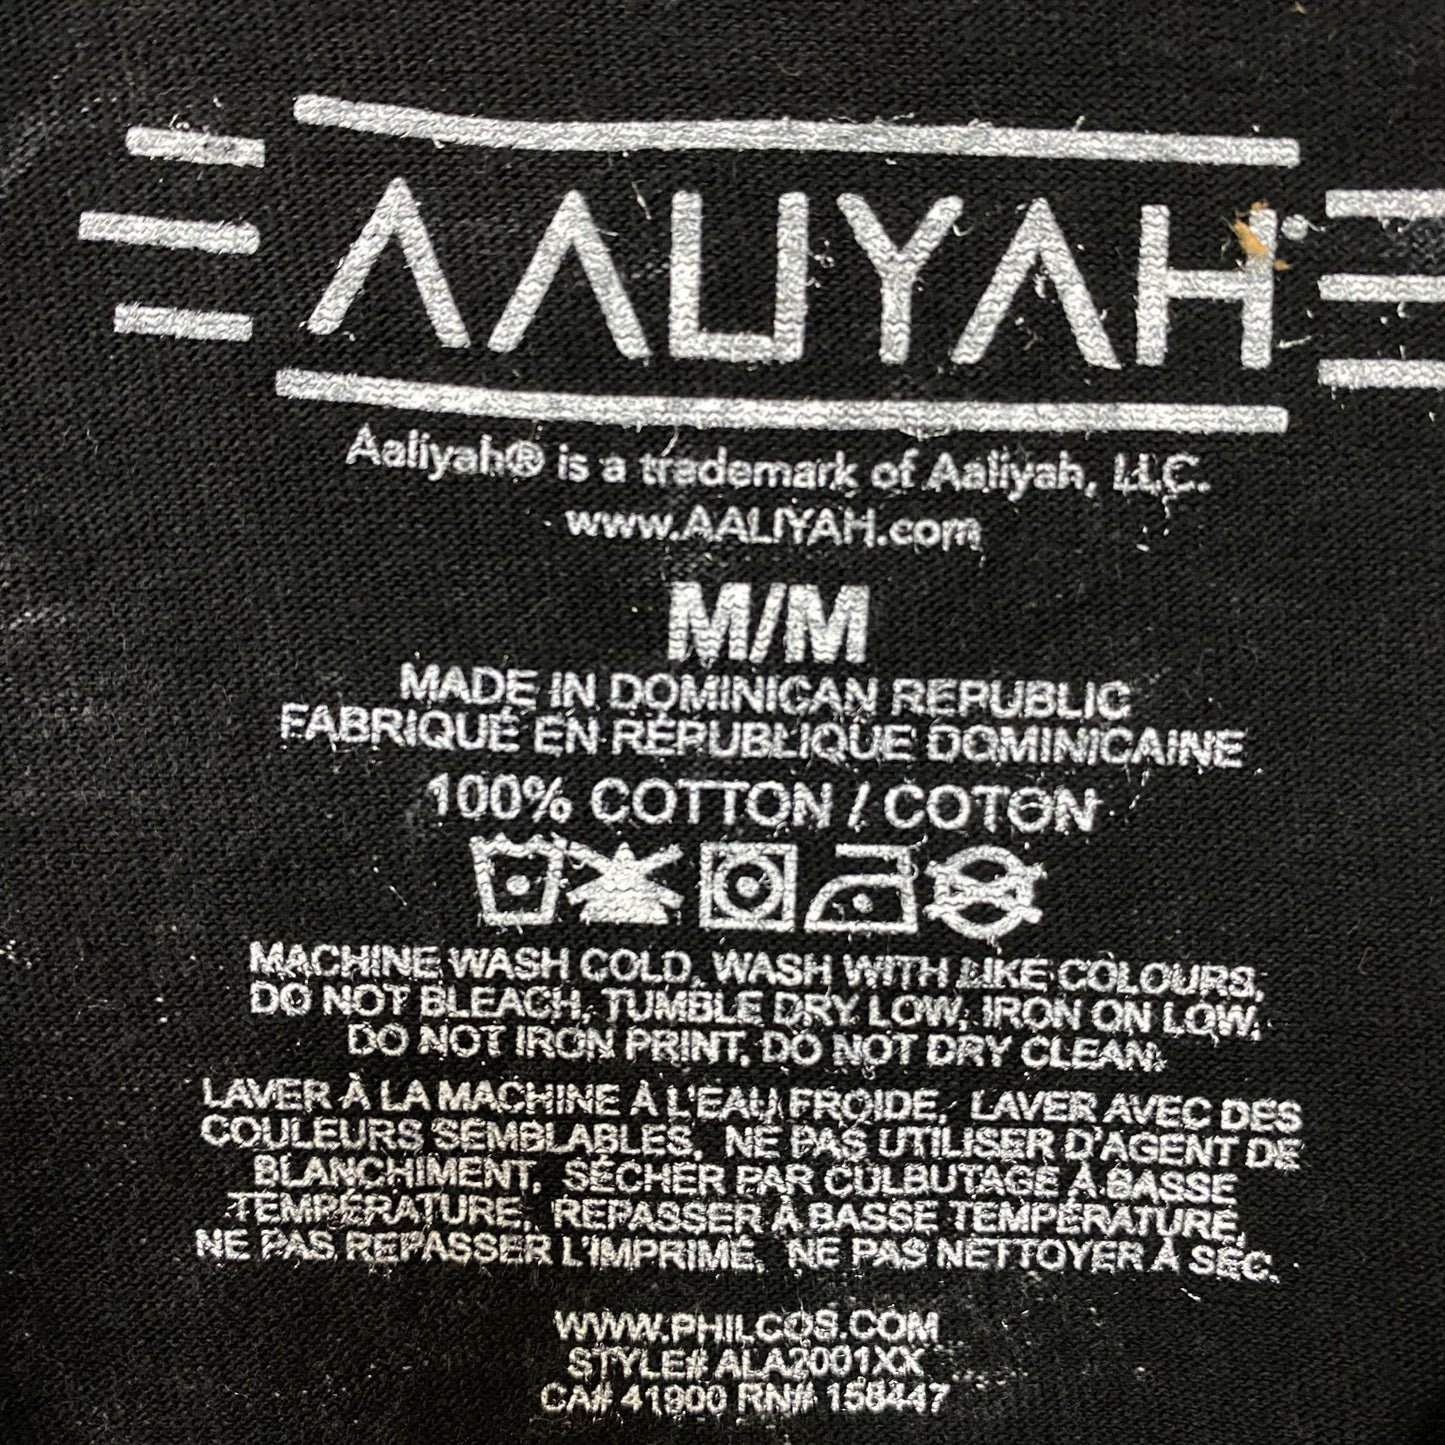 AALIYAH
Aaliyah® is a trademark of Aaliyah, LLC.
www.AALIYAH.com
M/M
MADE IN DOMINICAN REPUBLIC
FABRIQUÉ EN RÉPUBLIQUE DOMINICAINE
100% COTTON / COTON
MACHINE WASH COLD, WASH WITH LIKE COLOURS,
DO NOT BLEACH, TUMBLE DRY LOW, IRON ON LOW,
DO NOT IRON PRINT, DO NOT DRY CLEAN.
LAVER À LA MACHINE À L'EAU FROIDE, LAVER AVEC DES
COULEURS SEMBLABLES, NE PAS UTILISER D'AGENT DE
BLANCHIMENT, SÉCHER PAR CULBUTAGE À BASSE
TEMPÉRATURE, REPASSER À BASSE TEMPÉRATURE,
NE PAS REPASSER L'IMPRIMÉ, NE PAS NETTOYER À SEC.
WWW.PHILCOS.COM
STYLE# ALA2001XX
CA# 41900 RN# 158447